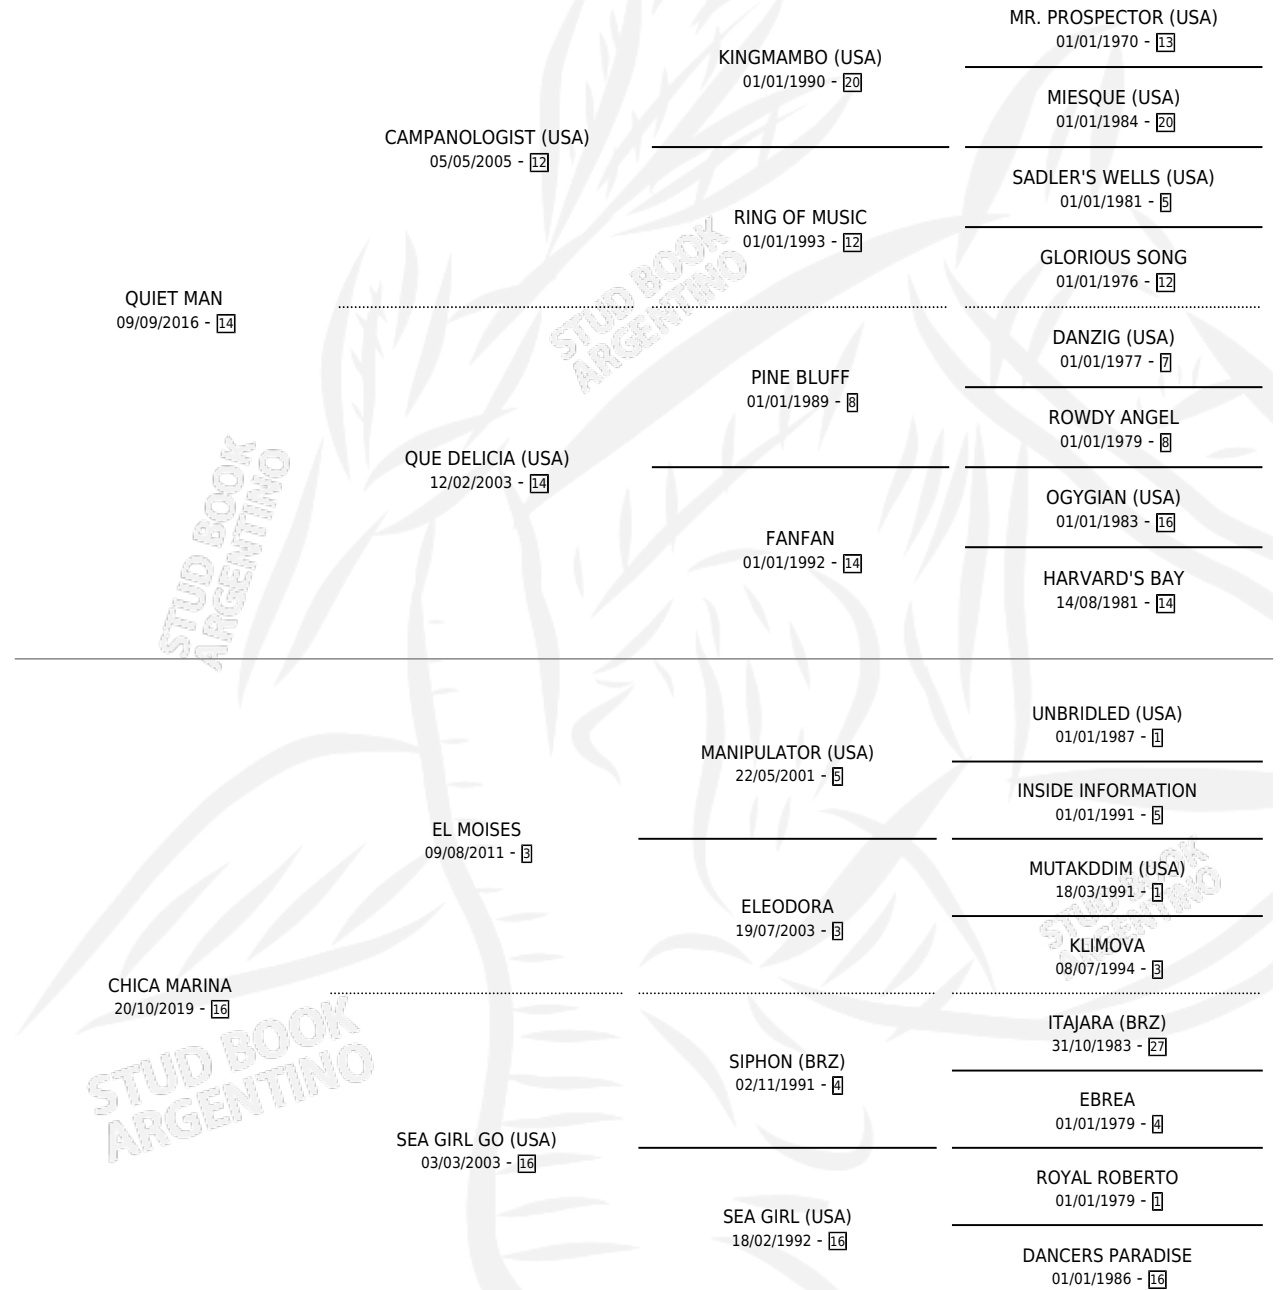 MR. PROSPECTOR (USA)
01/01/1970 - 13
KINGMAMBO (USA)
01/01/1990 - 20
MIESQUE (USA)
01/01/1984 - 20
CAMPANOLOGIST (USA)
05/05/2005 - 12
SADLER'S WELLS (USA)
01/01/1981 - 5
RING OF MUSIC
01/01/1993 - 12
GLORIOUS SONG
01/01/1976 - 12
QUIET MAN
09/09/2016 - 14
STUD BOOK
ARGENTINO
DANZIG (USA)
01/01/1977 - 7
PINE BLUFF
01/01/1989 - 8
ROWDY ANGEL
01/01/1979 - 8
QUE DELICIA (USA)
12/02/2003 - 14
OGYGIAN (USA)
01/01/1983 - 16
FANFAN
01/01/1992 - 14
HARVARD'S BAY
14/08/1981 - 14
STUD BOOK
ARGENTINO
UNBRIDLED (USA)
01/01/1987 - 1
MANIPULATOR (USA)
22/05/2001 - 5
INSIDE INFORMATION
01/01/1991 - 5
EL MOISES
09/08/2011 - 3
MUTAKDDIM (USA)
18/03/1991 - 1
ELEODORA
19/07/2003 - 3
KLIMOVA
08/07/1994 - 3
STUD BOOK
ARGENTINO
CHICA MARINA
20/10/2019 - 16
STUD BOOK
ARGENTINO
ITAJARA (BRZ)
31/10/1983 - 27
SIPHON (BRZ)
02/11/1991 - 4
EBREA
01/01/1979 - 4
SEA GIRL GO (USA)
03/03/2003 - 16
ROYAL ROBERTO
01/01/1979 - 1
SEA GIRL (USA)
18/02/1992 - 16
DANCERS PARADISE
01/01/1986 - 16